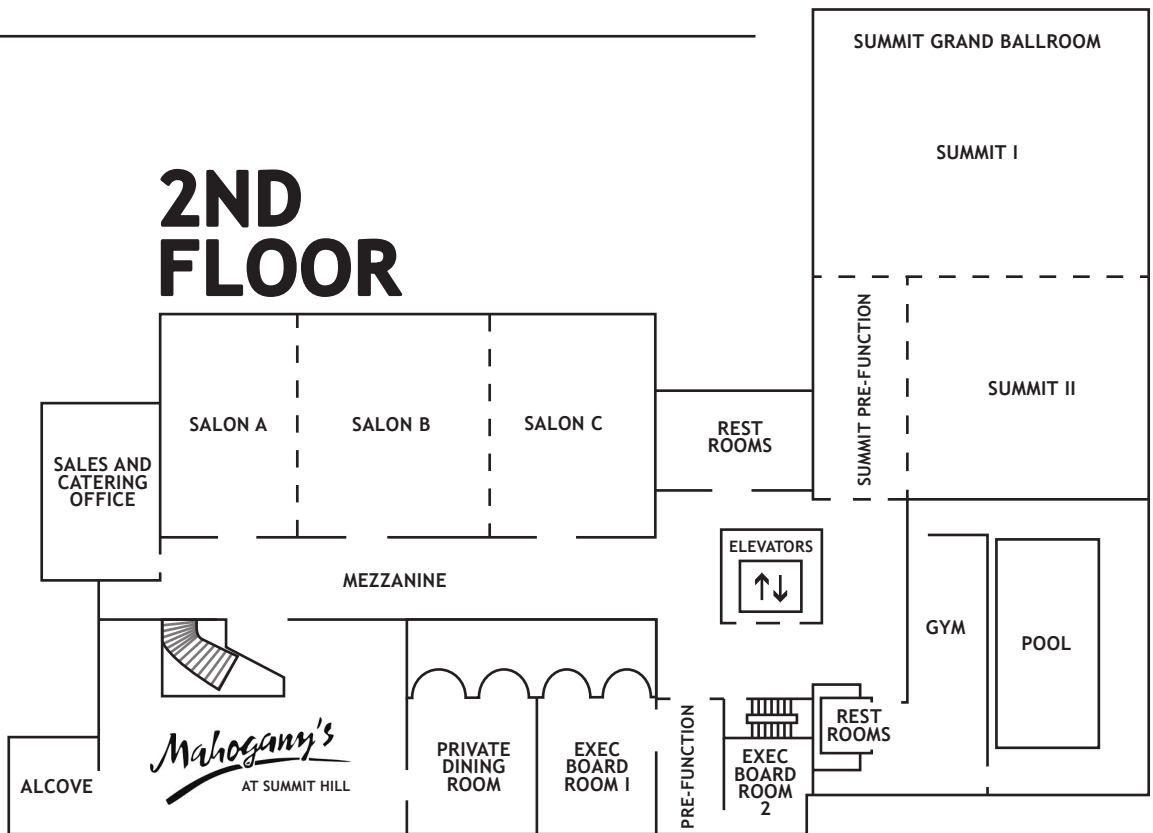 SUMMIT GRAND BALLROOM
SUMMIT I
2ND
FLOOR
SUMMIT PRE-FUNCTION
SUMMIT II
SALON A
SALON B
SALON C
REST
ROOMS
SALES AND
CATERING
OFFICE
ELEVATORS
MEZZANINE
GYM
POOL
Mahogany's
AT SUMMIT HILL
ALCOVE
PRIVATE
DINING
ROOM
EXEC
BOARD
ROOM I
PRE-FUNCTION
EXEC
BOARD
ROOM
2
REST
ROOMS